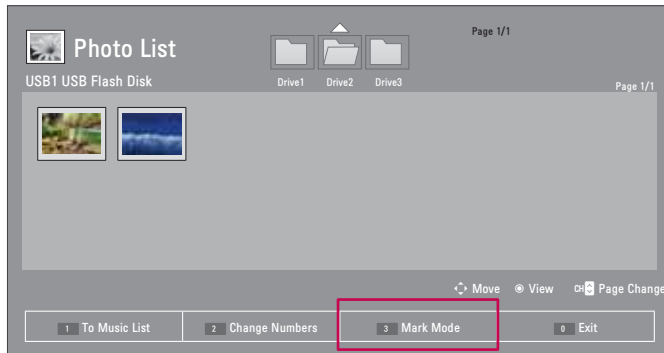 Page 1/1
Photo List
USB1 USB Flash Disk
Drive1 Drive2 Drive3
Page 1/1
Move View CH Page Change
1 To Music List 2 Change Numbers 3 Mark Mode 0 Exit